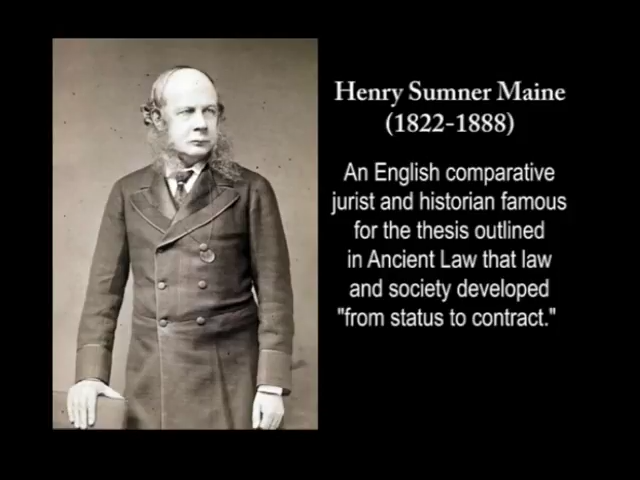 Henry Sumner Maine
(1822-1888)
An English comparative
jurist and historian famous
for the thesis outlined
in Ancient Law that law
and society developed
"from status to contract."